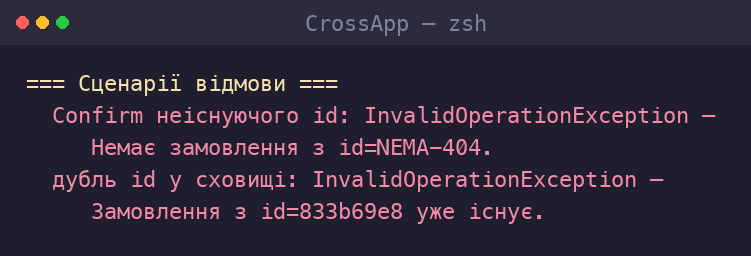 CrossApp — zsh
=== Сценарії відмови ===
Confirm неіснуючого id: InvalidOperationException —
Немає замовлення з id=NEMA-404.
дубль id у сховищі: InvalidOperationException —
Замовлення з id=833b69e8 уже існує.